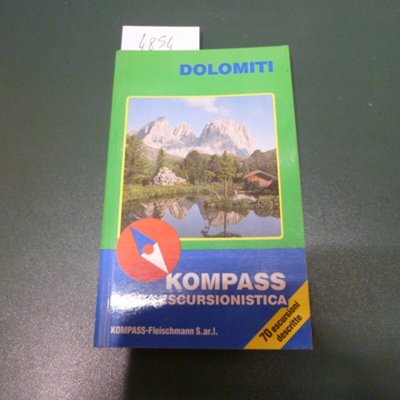 4854
DOLOMITI
KOMPASS
ESCURSIONISTICA
70 escursioni
descritte
KOMPASS-Fleischmann S.ar.l.